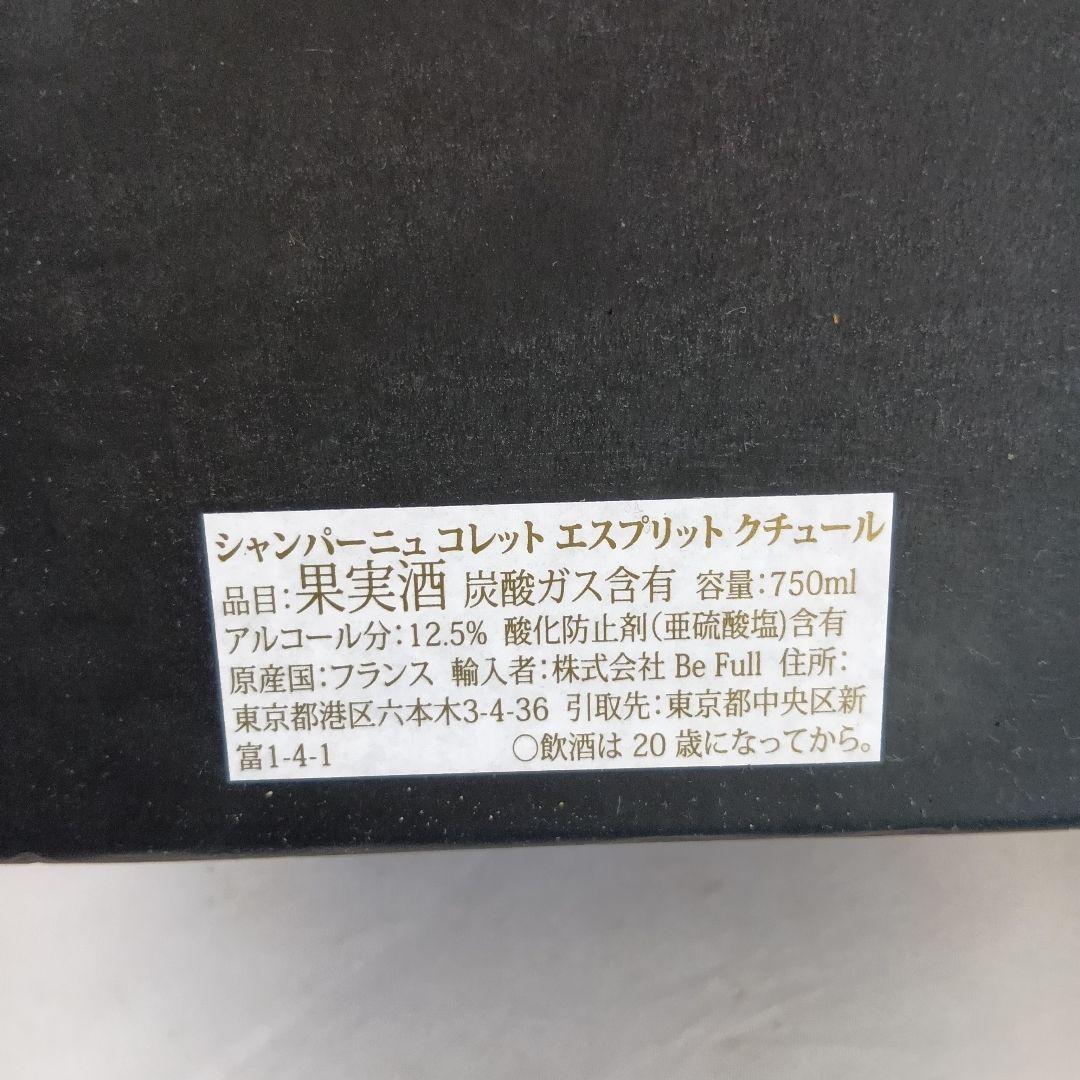 シャンパーニュ コレット エスプリット クチュール
品目：果実酒 炭酸ガス含有 容量：750ml
アルコール分：12.5% 酸化防止剤（亜硫酸塩)含有
原産国：フランス 輸入者：株式会社 Be Full 住所：
東京都港区六本木3-4-36 引取先：東京都中央区新
富1-4-1 ○飲酒は 20 歳になってから。